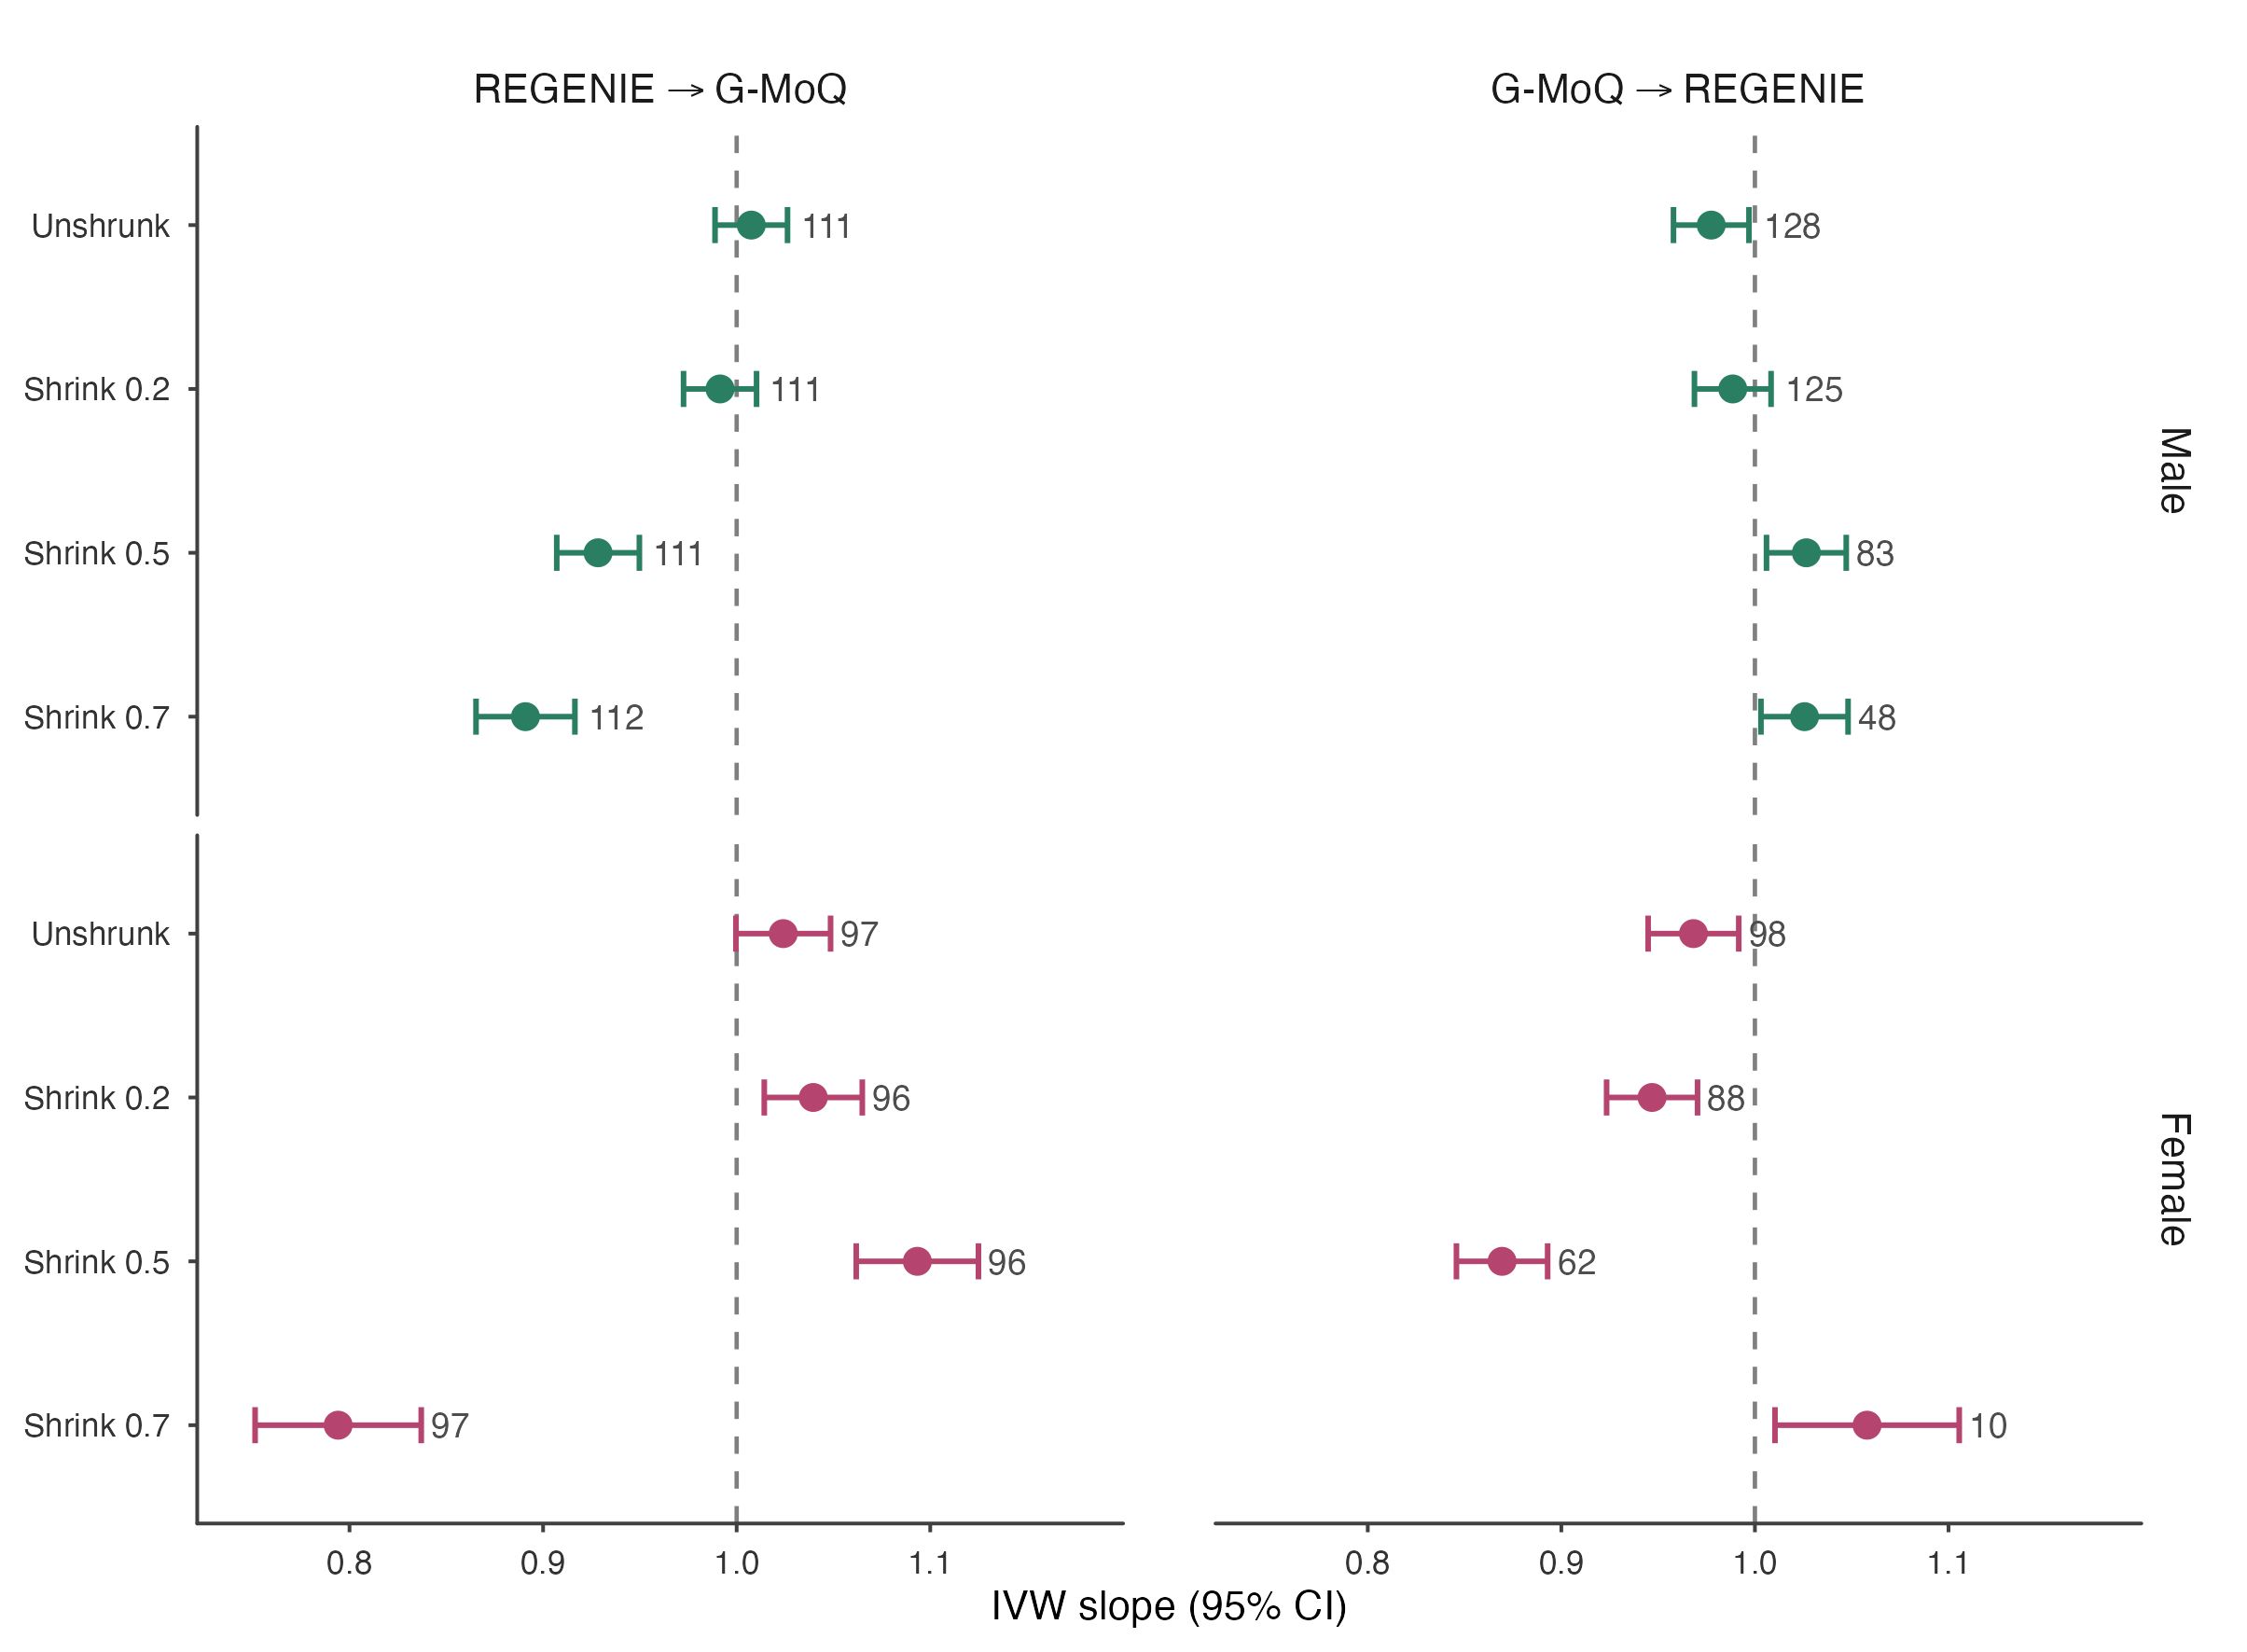 REGENIE → G-MoQ
G-MoQ → REGENIE
Unshrunk
111
128
Shrink 0.2
111
125
Shrink 0.5
111
83
Shrink 0.7
112
48
Male
Unshrunk
97
98
Shrink 0.2
96
88
Shrink 0.5
96
62
Shrink 0.7
97
10
Female
0.8 0.9 1.0 1.1
0.8 0.9 1.0 1.1
IVW slope (95% CI)